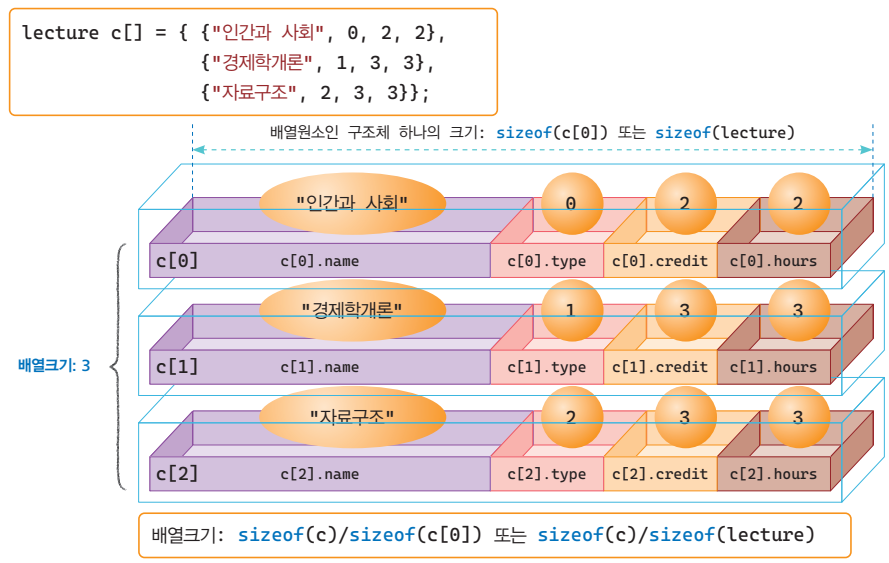 lecture c[] = { {"인간과 사회", 0, 2, 2},
{"경제학개론", 1, 3, 3},
{"자료구조", 2, 3, 3}};
배열원소인 구조체 하나의 크기: sizeof(c[0]) 또는 sizeof(lecture)
"인간과 사회" 0 2 2
c[0] c[0].name c[0].type c[0].credit c[0].hours
"경제학개론" 1 3 3
배열크기: 3
c[1] c[1].name c[1].type c[1].credit c[1].hours
"자료구조" 2 3 3
c[2] c[2].name c[2].type c[2].credit c[2].hours
배열크기: sizeof(c)/sizeof(c[0]) 또는 sizeof(c)/sizeof(lecture)